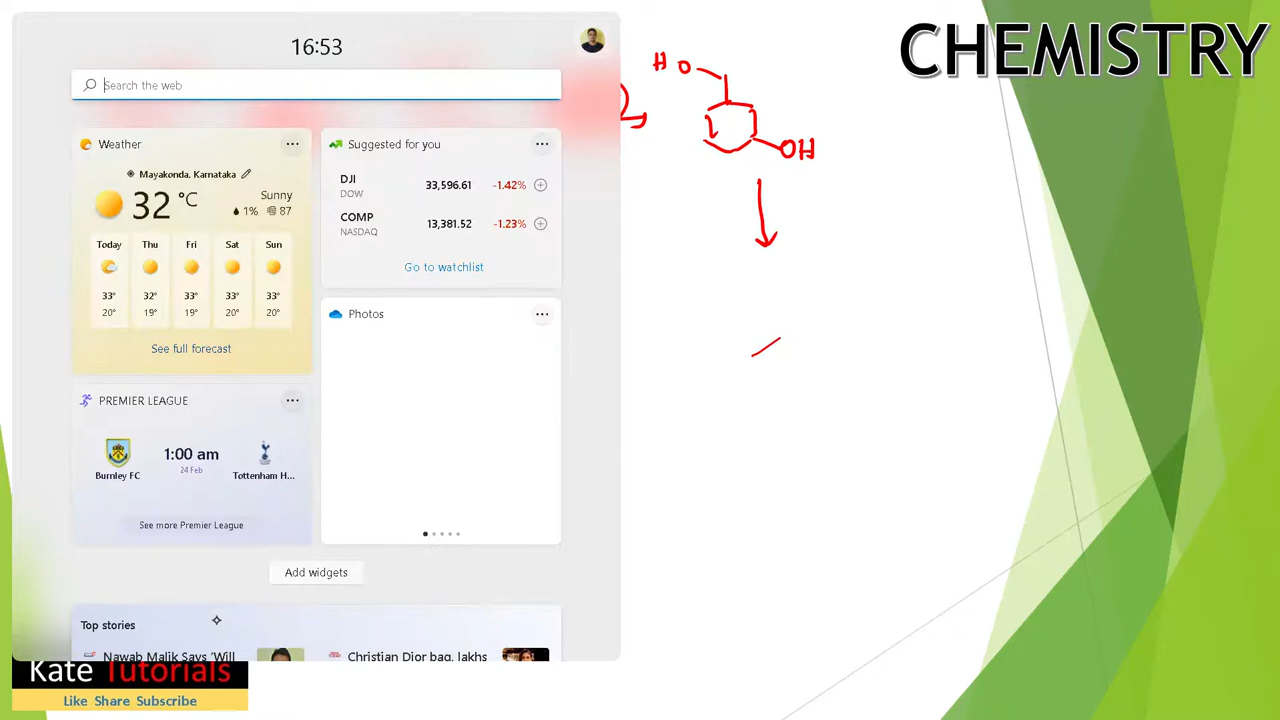 CHEMISTRY
16:53
Search the web
Weather
Mayakonda, Karnataka
32 °C
Sunny
1% 87
Today Thu Fri Sat Sun
33° 32° 33° 33° 33°
20° 19° 19° 20° 20°
See full forecast
Suggested for you
DJI 33,596.61 -1.42%
DOW
COMP 13,381.52 -1.23%
NASDAQ
Go to watchlist
Photos
PREMIER LEAGUE
1:00 am
24 Feb
Burnley FC Tottenham H...
See more Premier League
Add widgets
Top stories
Nawab Malik Says 'Will
Christian Dior bag, lakhs
HO
OH
Kate Tutorials
Like Share Subscribe